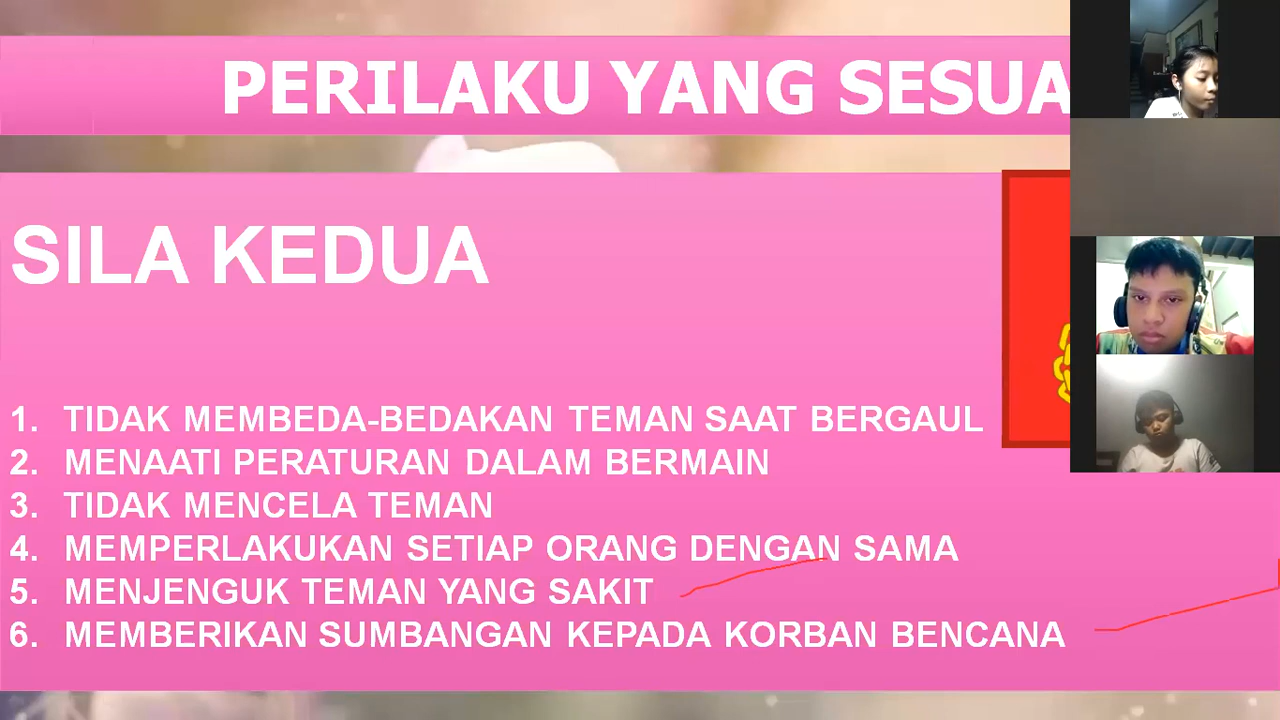 PERILAKU YANG SESUA
SILA KEDUA
1. TIDAK MEMBEDA-BEDAKAN TEMAN SAAT BERGAUL
2. MENAATI PERATURAN DALAM BERMAIN
3. TIDAK MENCELA TEMAN
4. MEMPERLAKUKAN SETIAP ORANG DENGAN SAMA
5. MENJENGUK TEMAN YANG SAKIT
6. MEMBERIKAN SUMBANGAN KEPADA KORBAN BENCANA